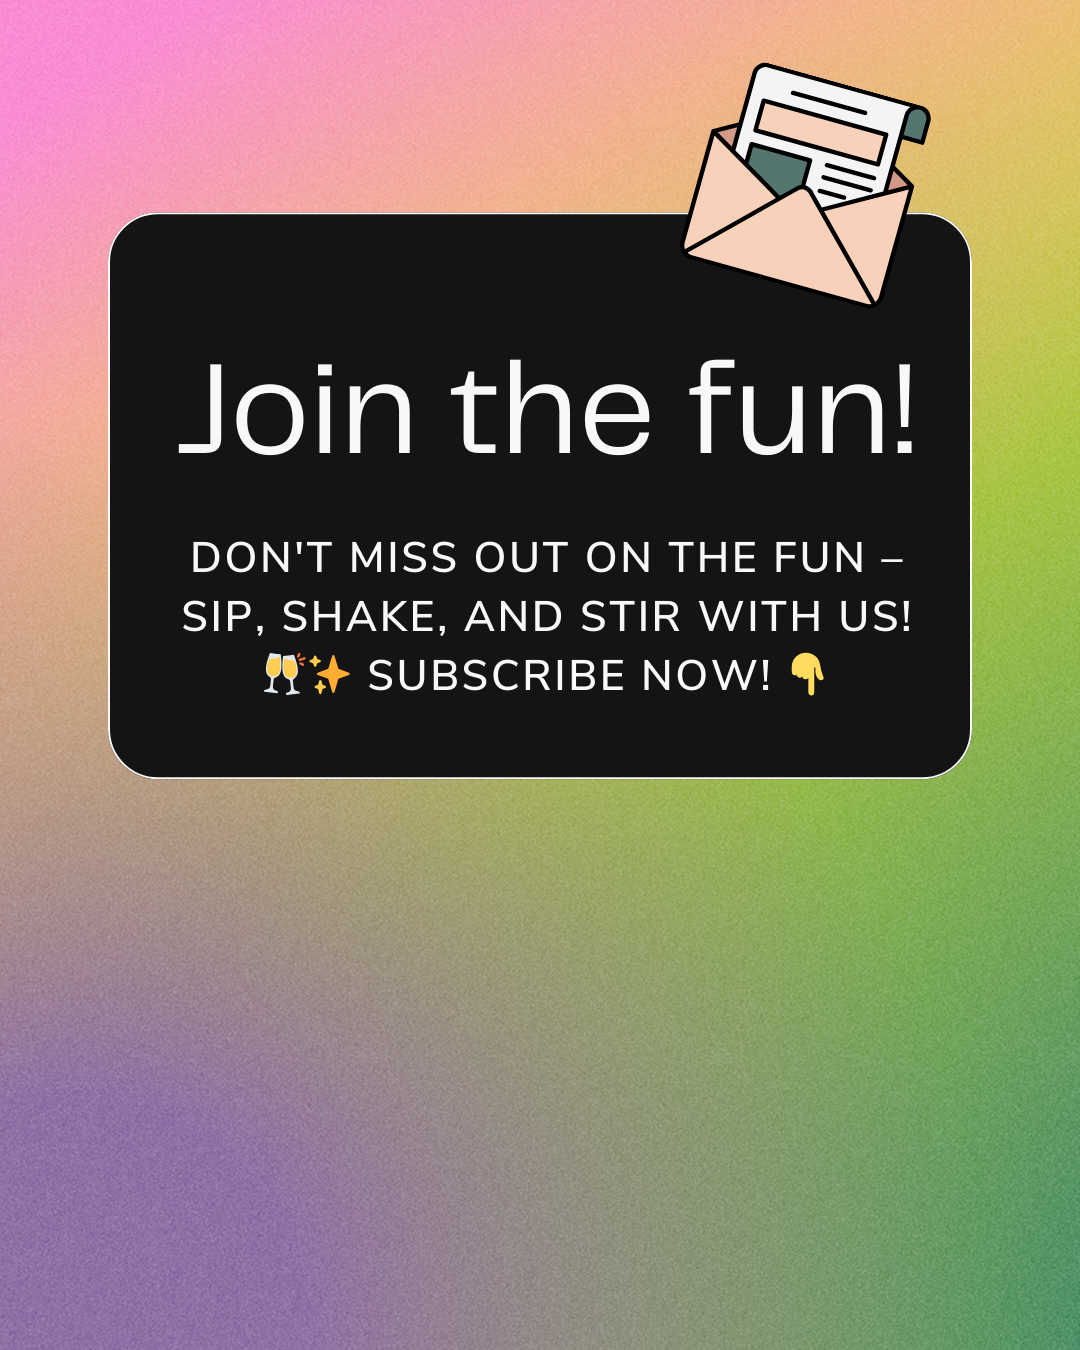 Join the fun!
DON'T MISS OUT ON THE FUN –
SIP, SHAKE, AND STIR WITH US!
🥂✨ SUBSCRIBE NOW! 👇